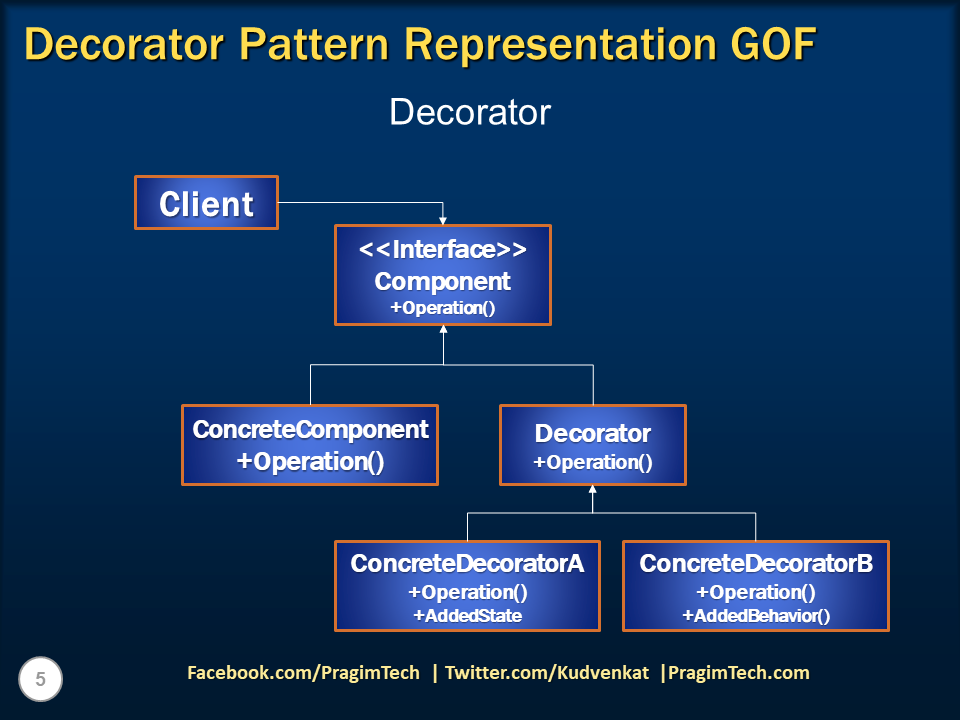 Decorator Pattern Representation GOF
Decorator
Client
<<Interface>>
Component
+Operation()
ConcreteComponent
+Operation()
Decorator
+Operation()
ConcreteDecoratorA
+Operation()
+AddedState
ConcreteDecoratorB
+Operation()
+AddedBehavior()
5
Facebook.com/PragimTech | Twitter.com/Kudvenkat |PragimTech.com